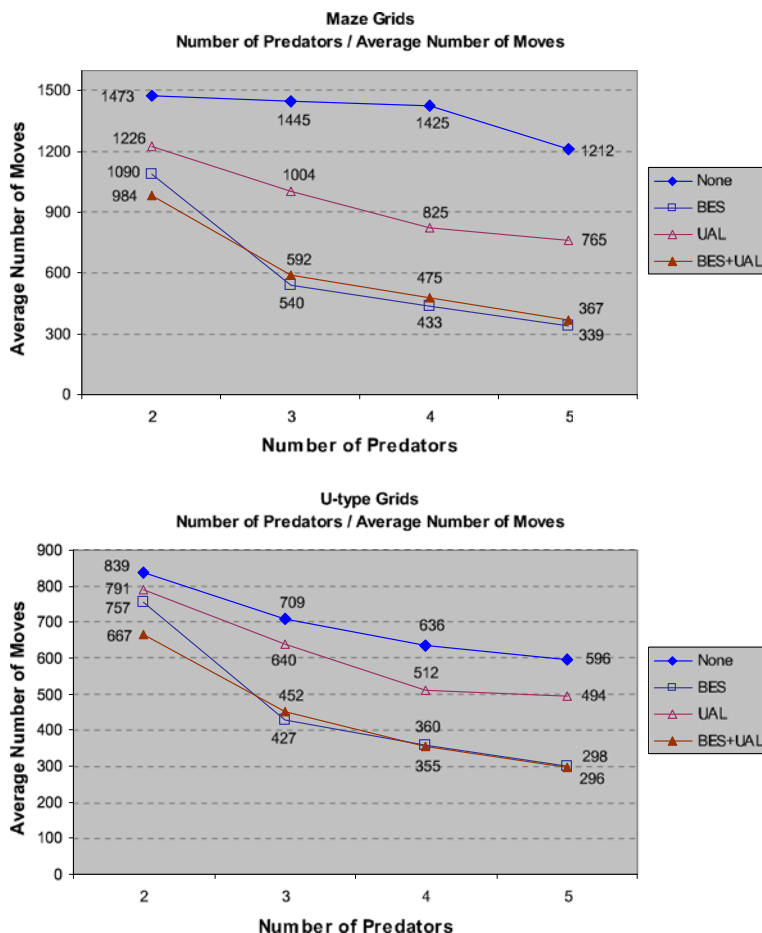 Maze Grids
Number of Predators / Average Number of Moves
Average Number of Moves
1500
1200
900
600
300
0
1473
1445
1425
1212
1226
1004
825
765
1090
984
592
475
367
540
433
339
2 3 4 5
Number of Predators
None
BES
UAL
BES+UAL
U-type Grids
Number of Predators / Average Number of Moves
Average Number of Moves
900
800
700
600
500
400
300
200
100
0
839
709
636
596
791
640
512
494
757
667
452
360
298
427
355
296
2 3 4 5
Number of Predators
None
BES
UAL
BES+UAL